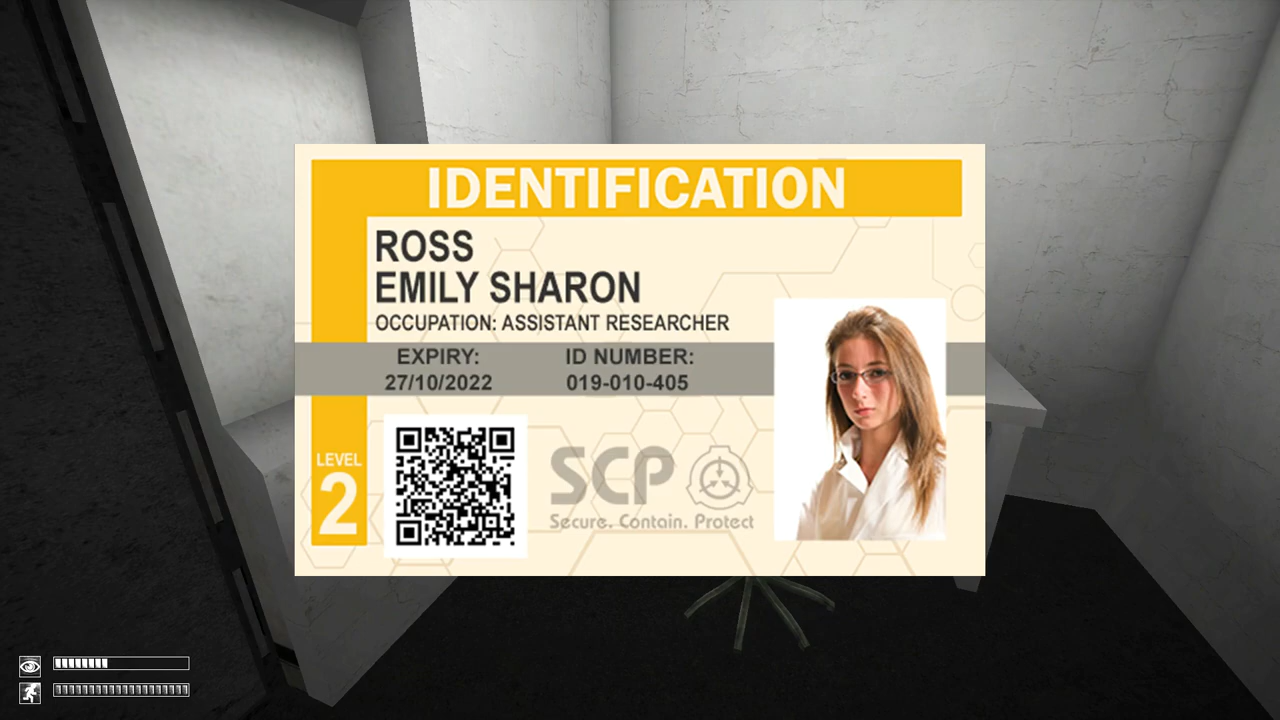 IDENTIFICATION
ROSS
EMILY SHARON
OCCUPATION: ASSISTANT RESEARCHER
EXPIRY:
27/10/2022
ID NUMBER:
019-010-405
LEVEL
2
SCP
Secure. Contain. Protect